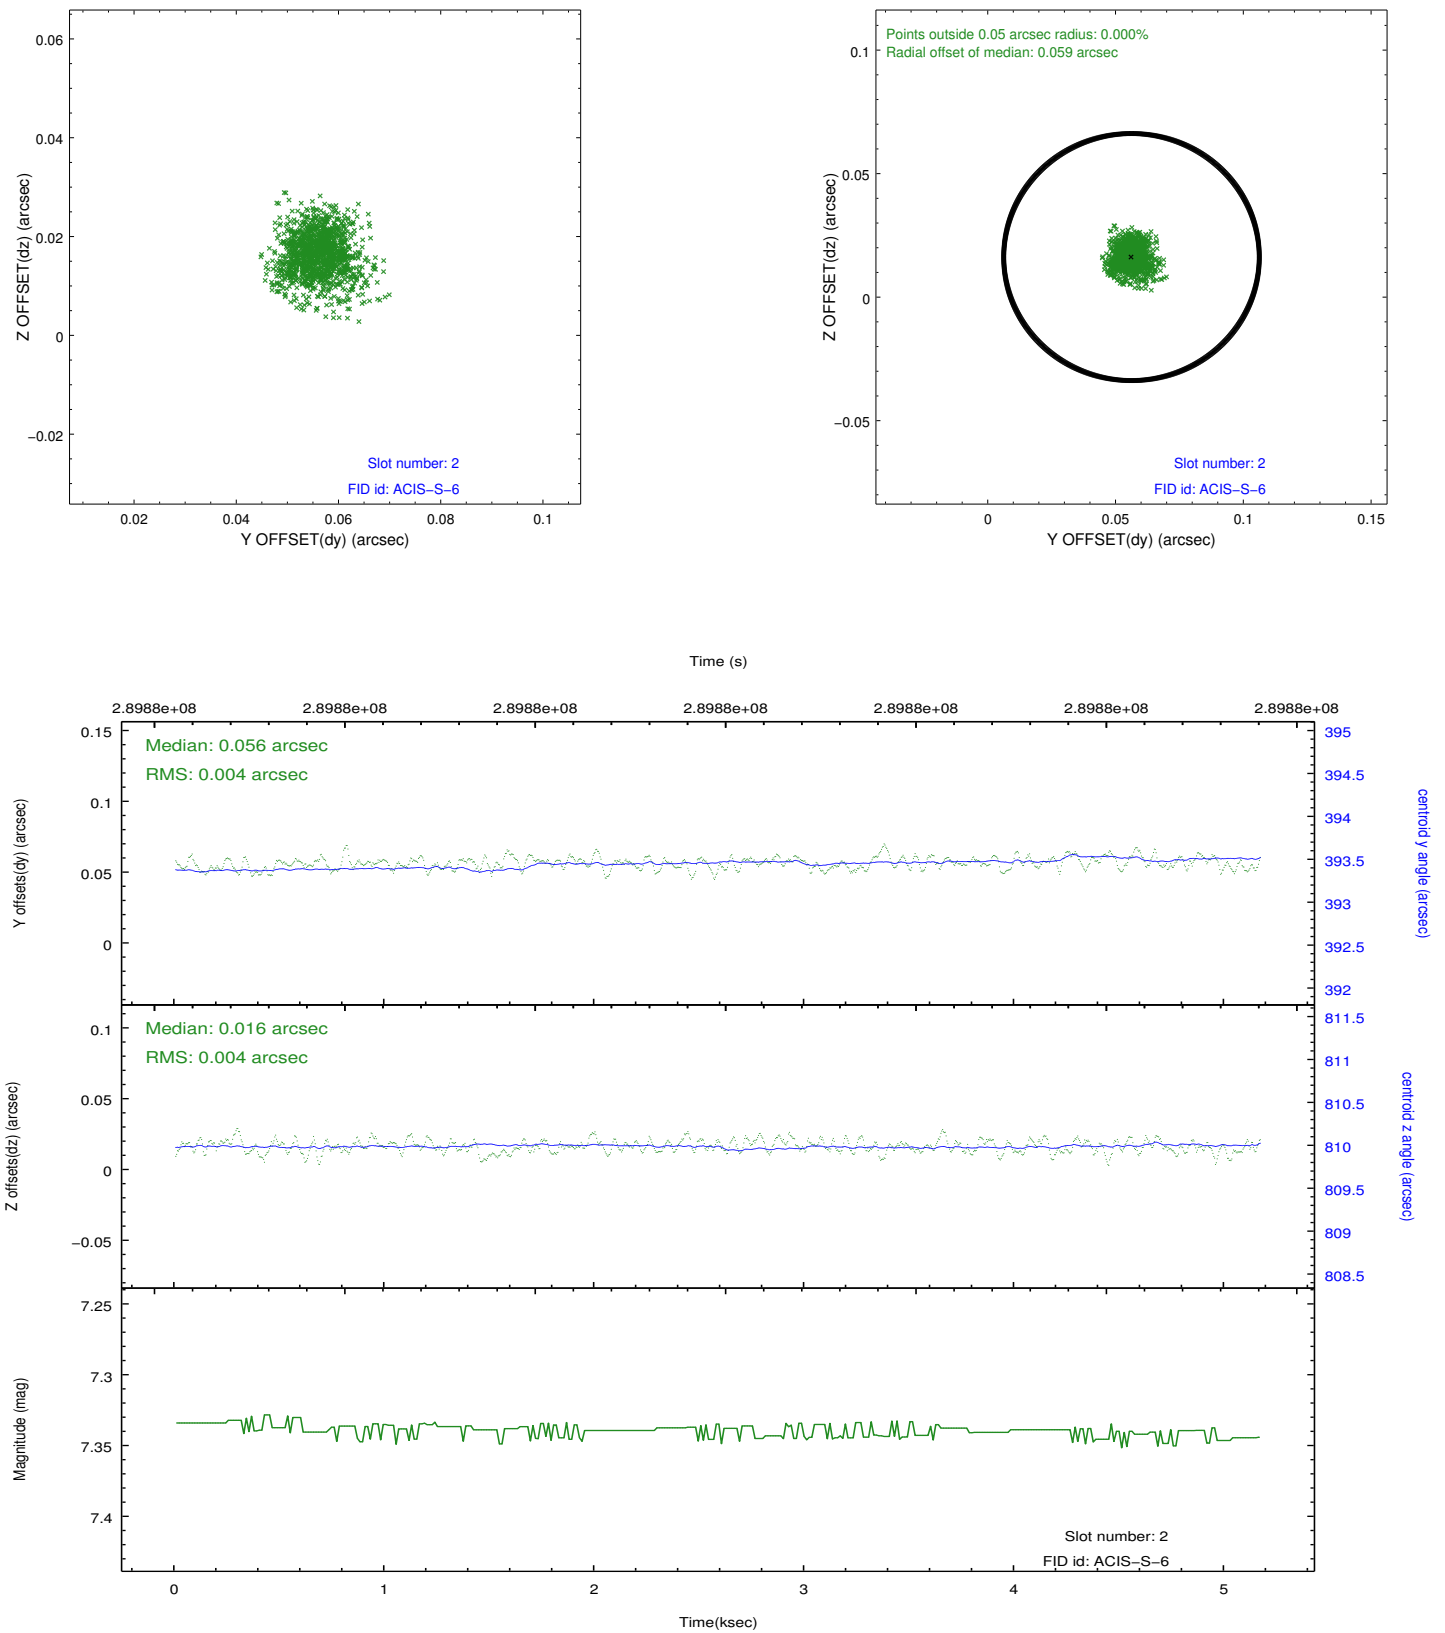 0.06
0.04
0.02
0
−0.02
Z OFFSET(dz) (arcsec)
Slot number: 2
FID id: ACIS−S−6
0.02
0.04
0.06
0.08
0.1
Y OFFSET(dy) (arcsec)
Points outside 0.05 arcsec radius: 0.000%
Radial offset of median: 0.059 arcsec
0.1
0.05
0
−0.05
Z OFFSET(dz) (arcsec)
Slot number: 2
FID id: ACIS−S−6
0
0.05
0.1
0.15
Y OFFSET(dy) (arcsec)
Time (s)
2.8988e+08 2.8988e+08 2.8988e+08 2.8988e+08 2.8988e+08 2.8988e+08 2.8988e+08
Median: 0.056 arcsec
RMS: 0.004 arcsec
0.15
0.1
0.05
0
Y offsets(dy) (arcsec)
395
394.5
394
393.5
393
392.5
392
centroid y angle (arcsec)
Median: 0.016 arcsec
RMS: 0.004 arcsec
0.1
0.05
0
−0.05
Z offsets(dz) (arcsec)
811.5
811
810.5
810
809.5
809
808.5
centroid z angle (arcsec)
7.25
7.3
7.35
7.4
Magnitude (mag)
Slot number: 2
FID id: ACIS−S−6
0
1
2
3
4
5
Time(ksec)